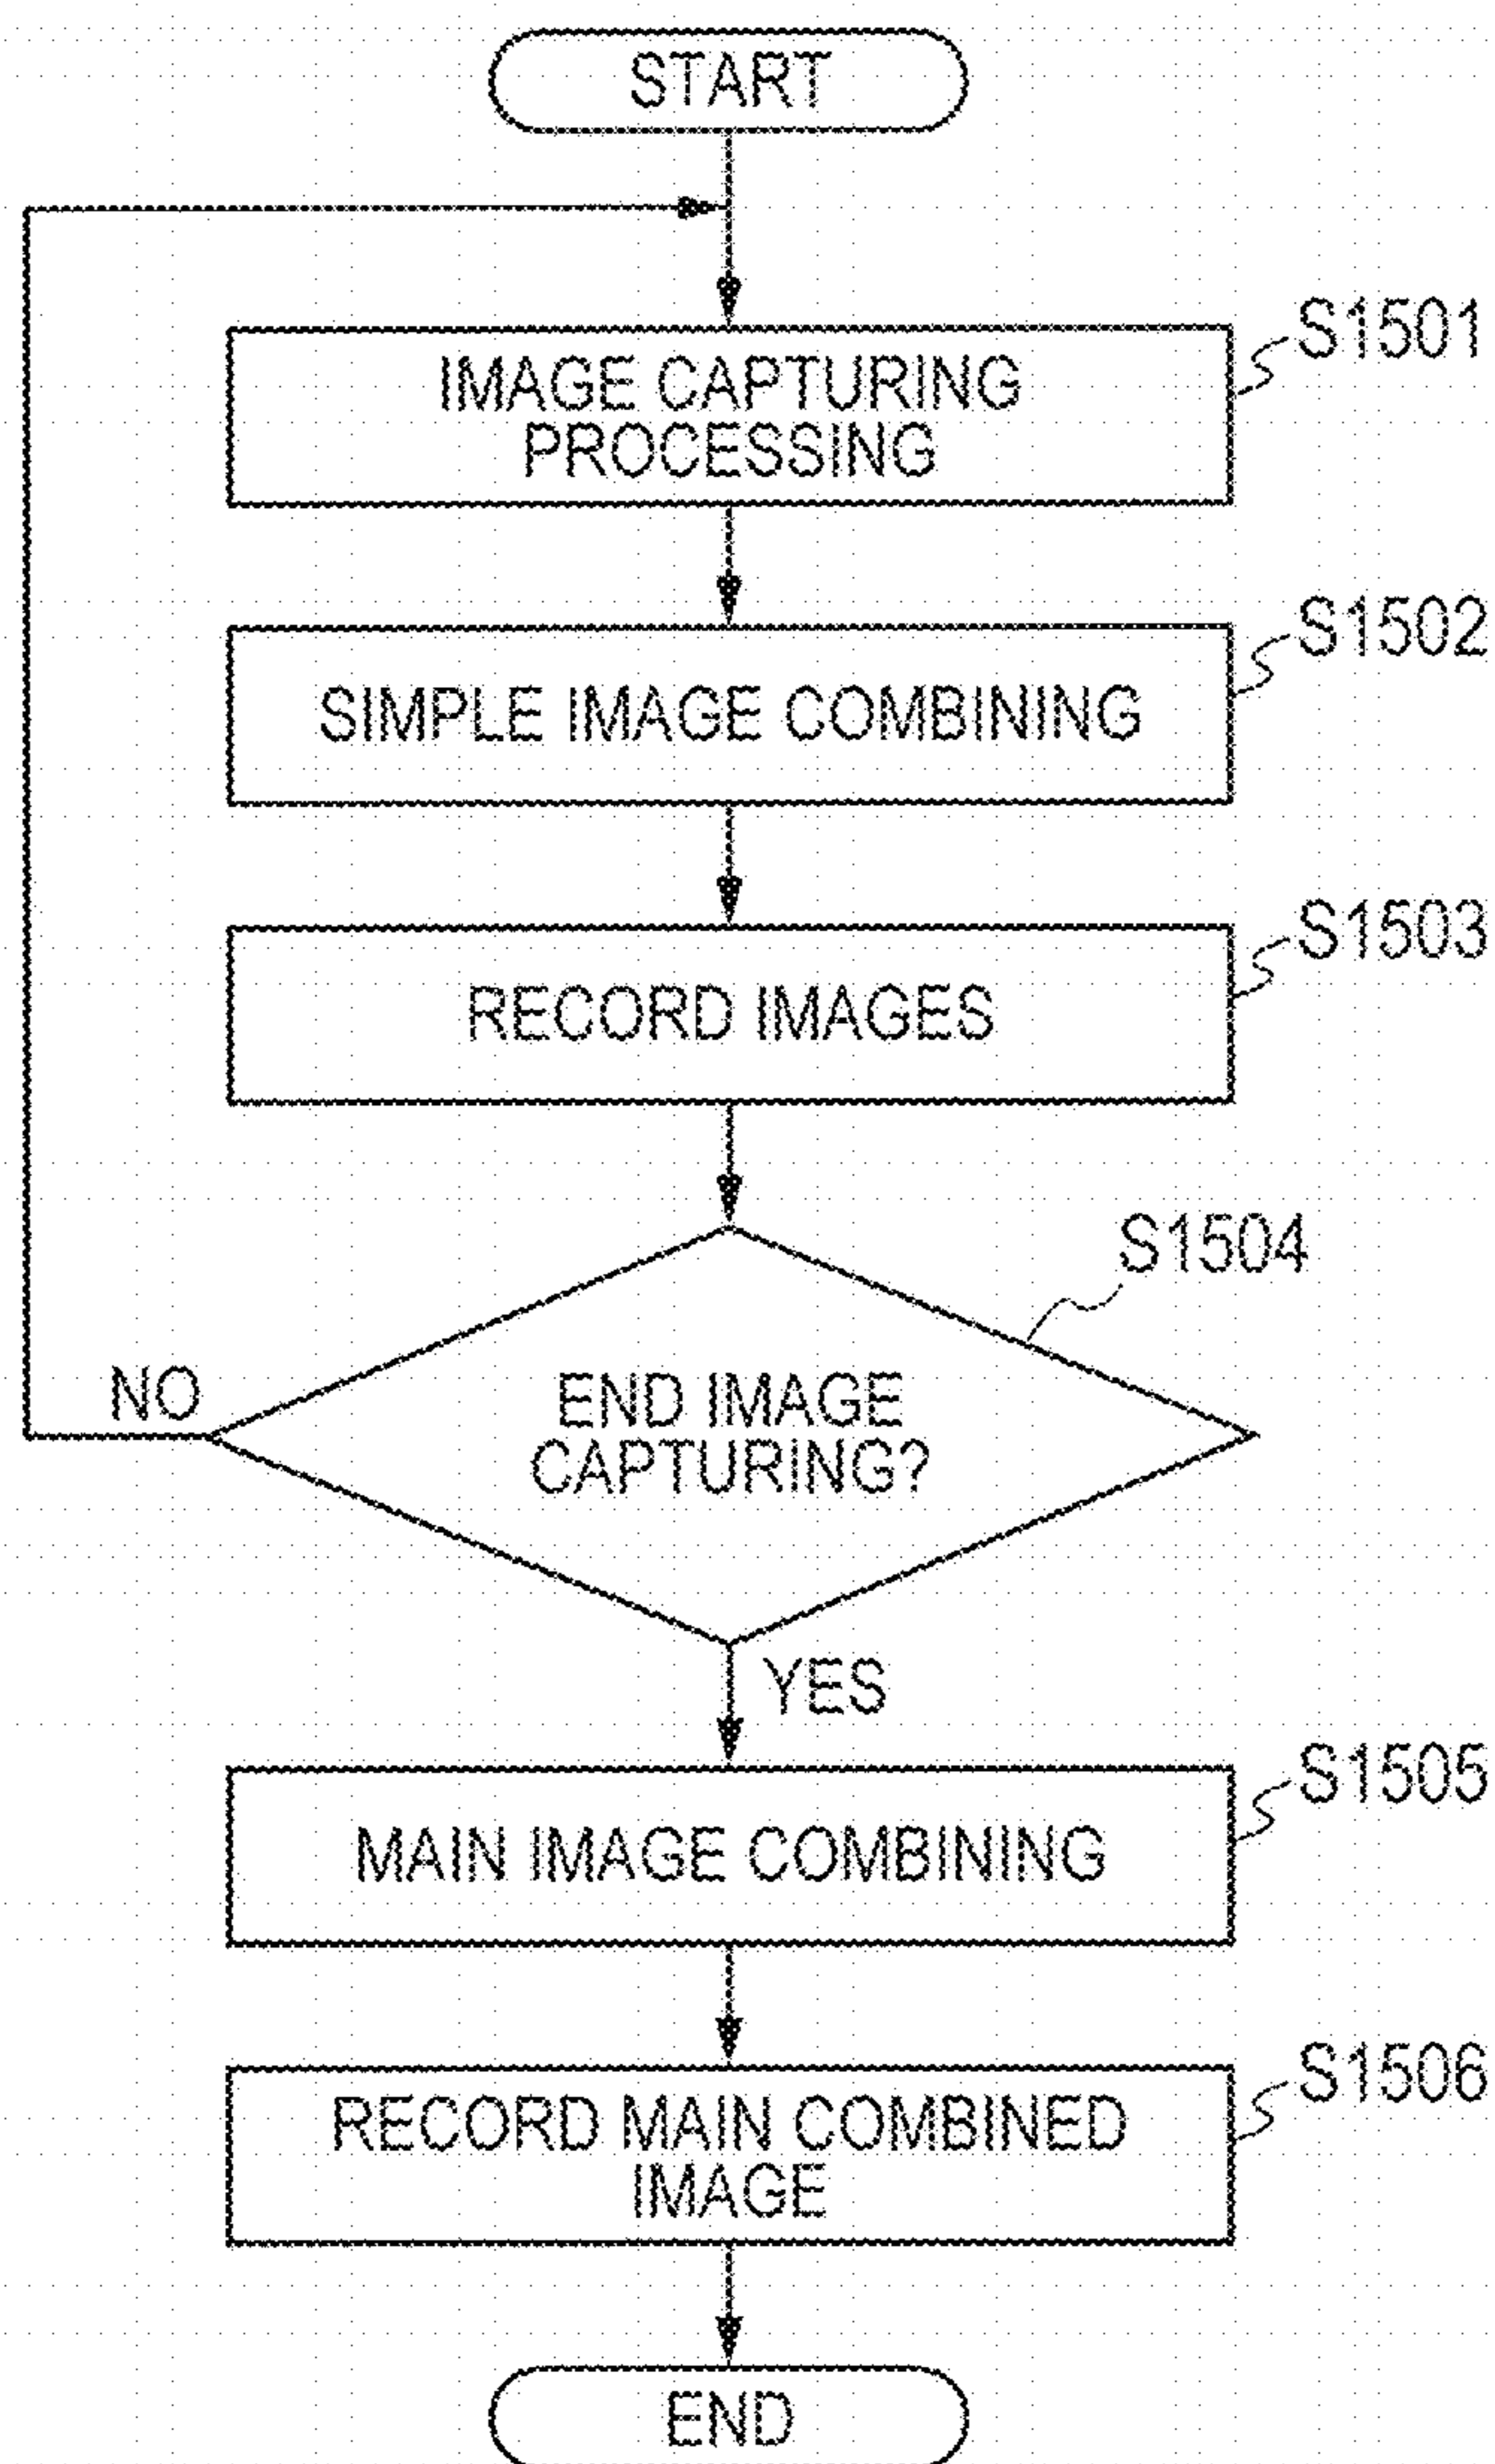 START
IMAGE CAPTURING
PROCESSING
S1501
SIMPLE IMAGE COMBINING
S1502
RECORD IMAGES
S1503
END IMAGE
CAPTURING?
S1504
NO
YES
MAIN IMAGE COMBINING
S1505
RECORD MAIN COMBINED
IMAGE
S1506
END